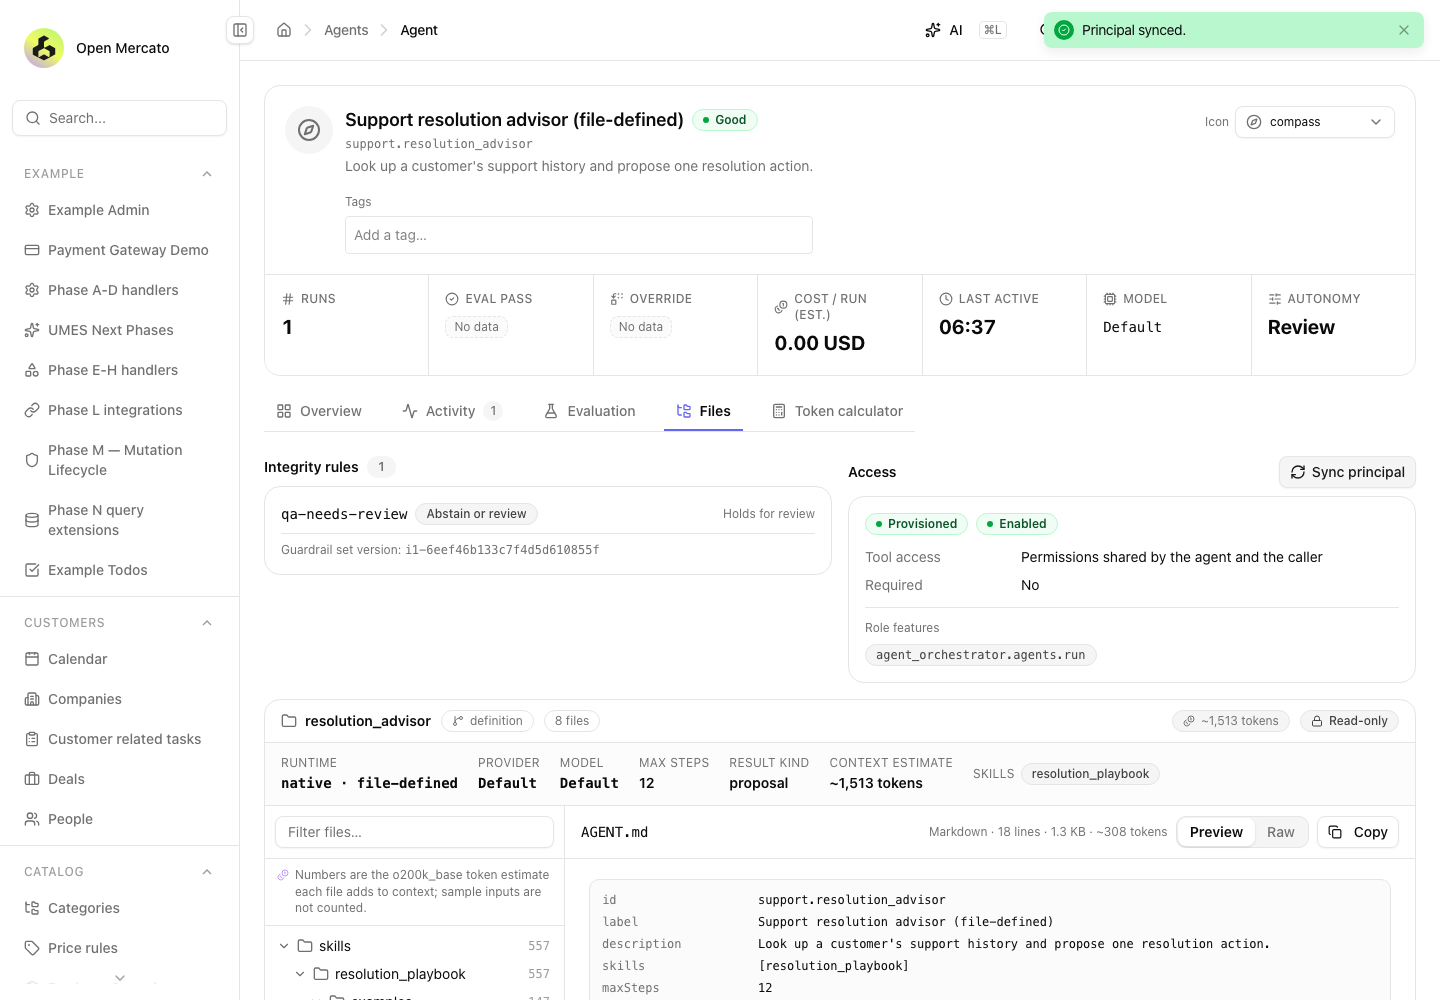 Open Mercato
Search...
EXAMPLE
Example Admin
Payment Gateway Demo
Phase A-D handlers
UMES Next Phases
Phase E-H handlers
Phase L integrations
Phase M — Mutation
Lifecycle
Phase N query
extensions
Example Todos
CUSTOMERS
Calendar
Companies
Customer related tasks
Deals
People
CATALOG
Categories
Price rules
Agents
Agent
AI
⌘L
Principal synced.
Support resolution advisor (file-defined)
Good
support.resolution_advisor
Look up a customer's support history and propose one resolution action.
Icon
compass
Tags
Add a tag...
RUNS
1
EVAL PASS
No data
OVERRIDE
No data
COST / RUN
(EST.)
0.00 USD
LAST ACTIVE
06:37
MODEL
Default
AUTONOMY
Review
Overview
Activity 1
Evaluation
Files
Token calculator
Integrity rules 1
qa-needs-review Abstain or review Holds for review
Guardrail set version: i1-6eef46b133c7f4d5d610855f
Access
Sync principal
Provisioned Enabled
Tool access Permissions shared by the agent and the caller
Required No
Role features
agent_orchestrator.agents.run
resolution_advisor definition 8 files ~1,513 tokens Read-only
RUNTIME
native · file-defined
PROVIDER
Default
MODEL
Default
MAX STEPS
12
RESULT KIND
proposal
CONTEXT ESTIMATE
~1,513 tokens
SKILLS resolution_playbook
Filter files...
Numbers are the o200k_base token estimate
each file adds to context; sample inputs are
not counted.
skills 557
resolution_playbook 557
examples 147
AGENT.md
Markdown · 18 lines · 1.3 KB · ~308 tokens
Preview Raw
Copy
id support.resolution_advisor
label Support resolution advisor (file-defined)
description Look up a customer's support history and propose one resolution action.
skills [resolution_playbook]
maxSteps 12